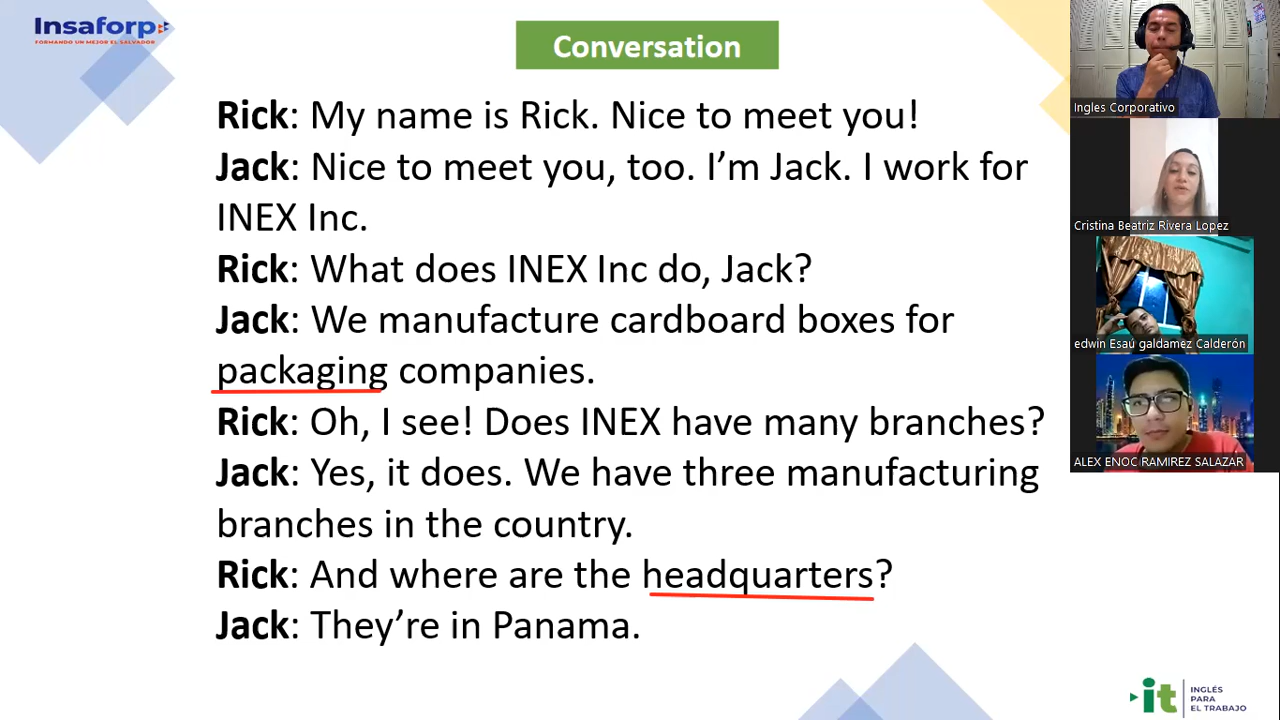 Insaforp
FORMANDO UN MEJOR EL SALVADOR
Conversation
Rick: My name is Rick. Nice to meet you!
Jack: Nice to meet you, too. I’m Jack. I work for
INEX Inc.
Rick: What does INEX Inc do, Jack?
Jack: We manufacture cardboard boxes for
packaging companies.
Rick: Oh, I see! Does INEX have many branches?
Jack: Yes, it does. We have three manufacturing
branches in the country.
Rick: And where are the headquarters?
Jack: They’re in Panama.
Ingles Corporativo
Cristina Beatriz Rivera Lopez
edwin Esaú galdamez Calderón
ALEX ENOC RAMIREZ SALAZAR
it
INGLÉS
PARA
EL TRABAJO